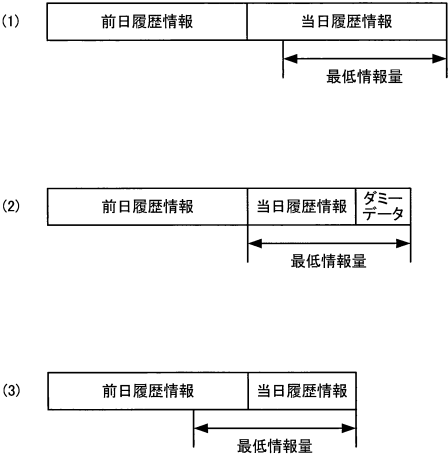 (1) 前日履歴情報 当日履歴情報
最低情報量
(2) 前日履歴情報 当日履歴情報 ダミー
データ
最低情報量
(3) 前日履歴情報 当日履歴情報
最低情報量